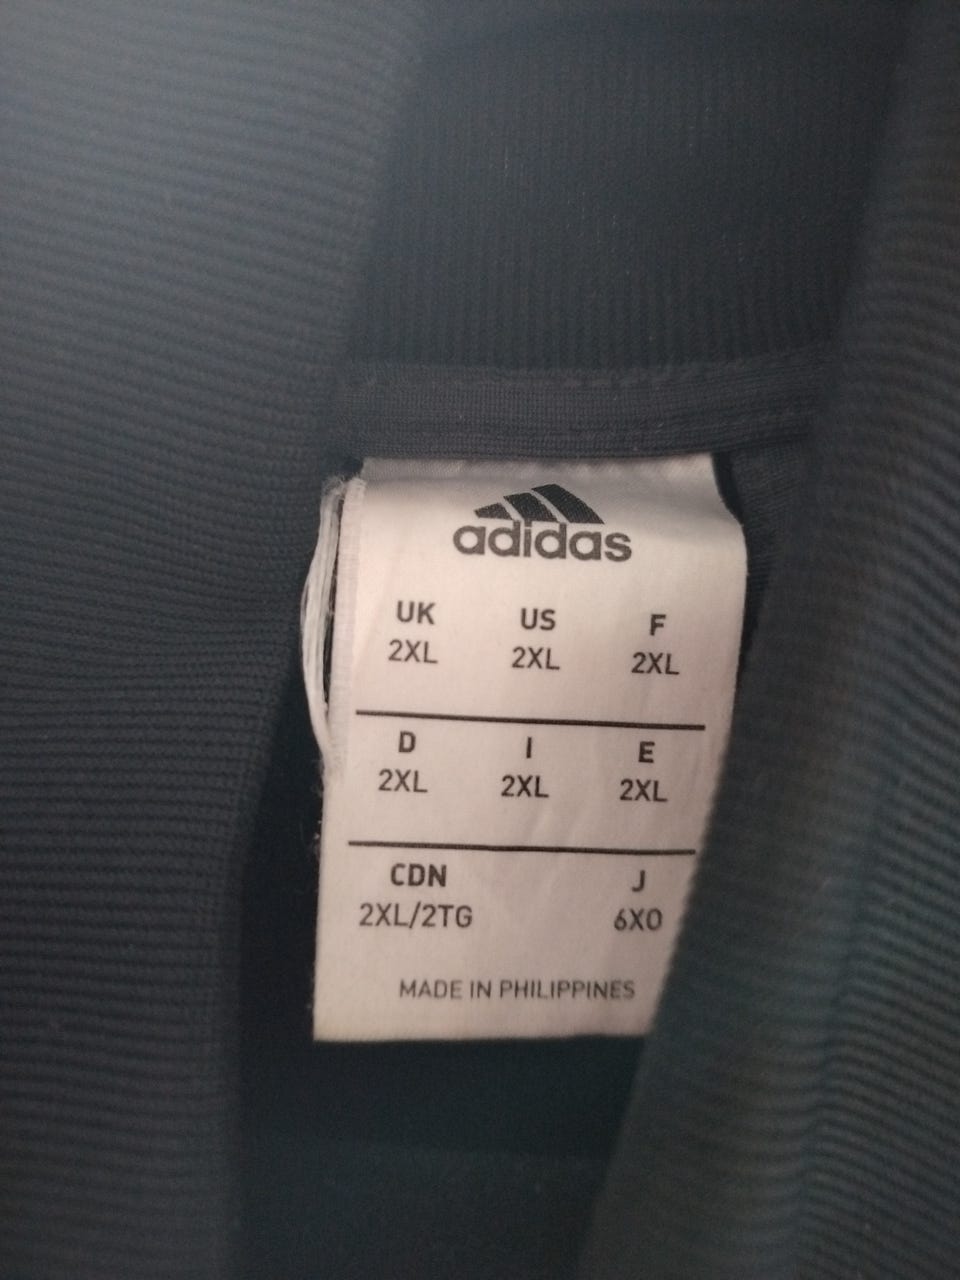 adidas
UK US F
2XL 2XL 2XL
D I E
2XL 2XL 2XL
CDN J
2XL/2TG 6XO
MADE IN PHILIPPINES